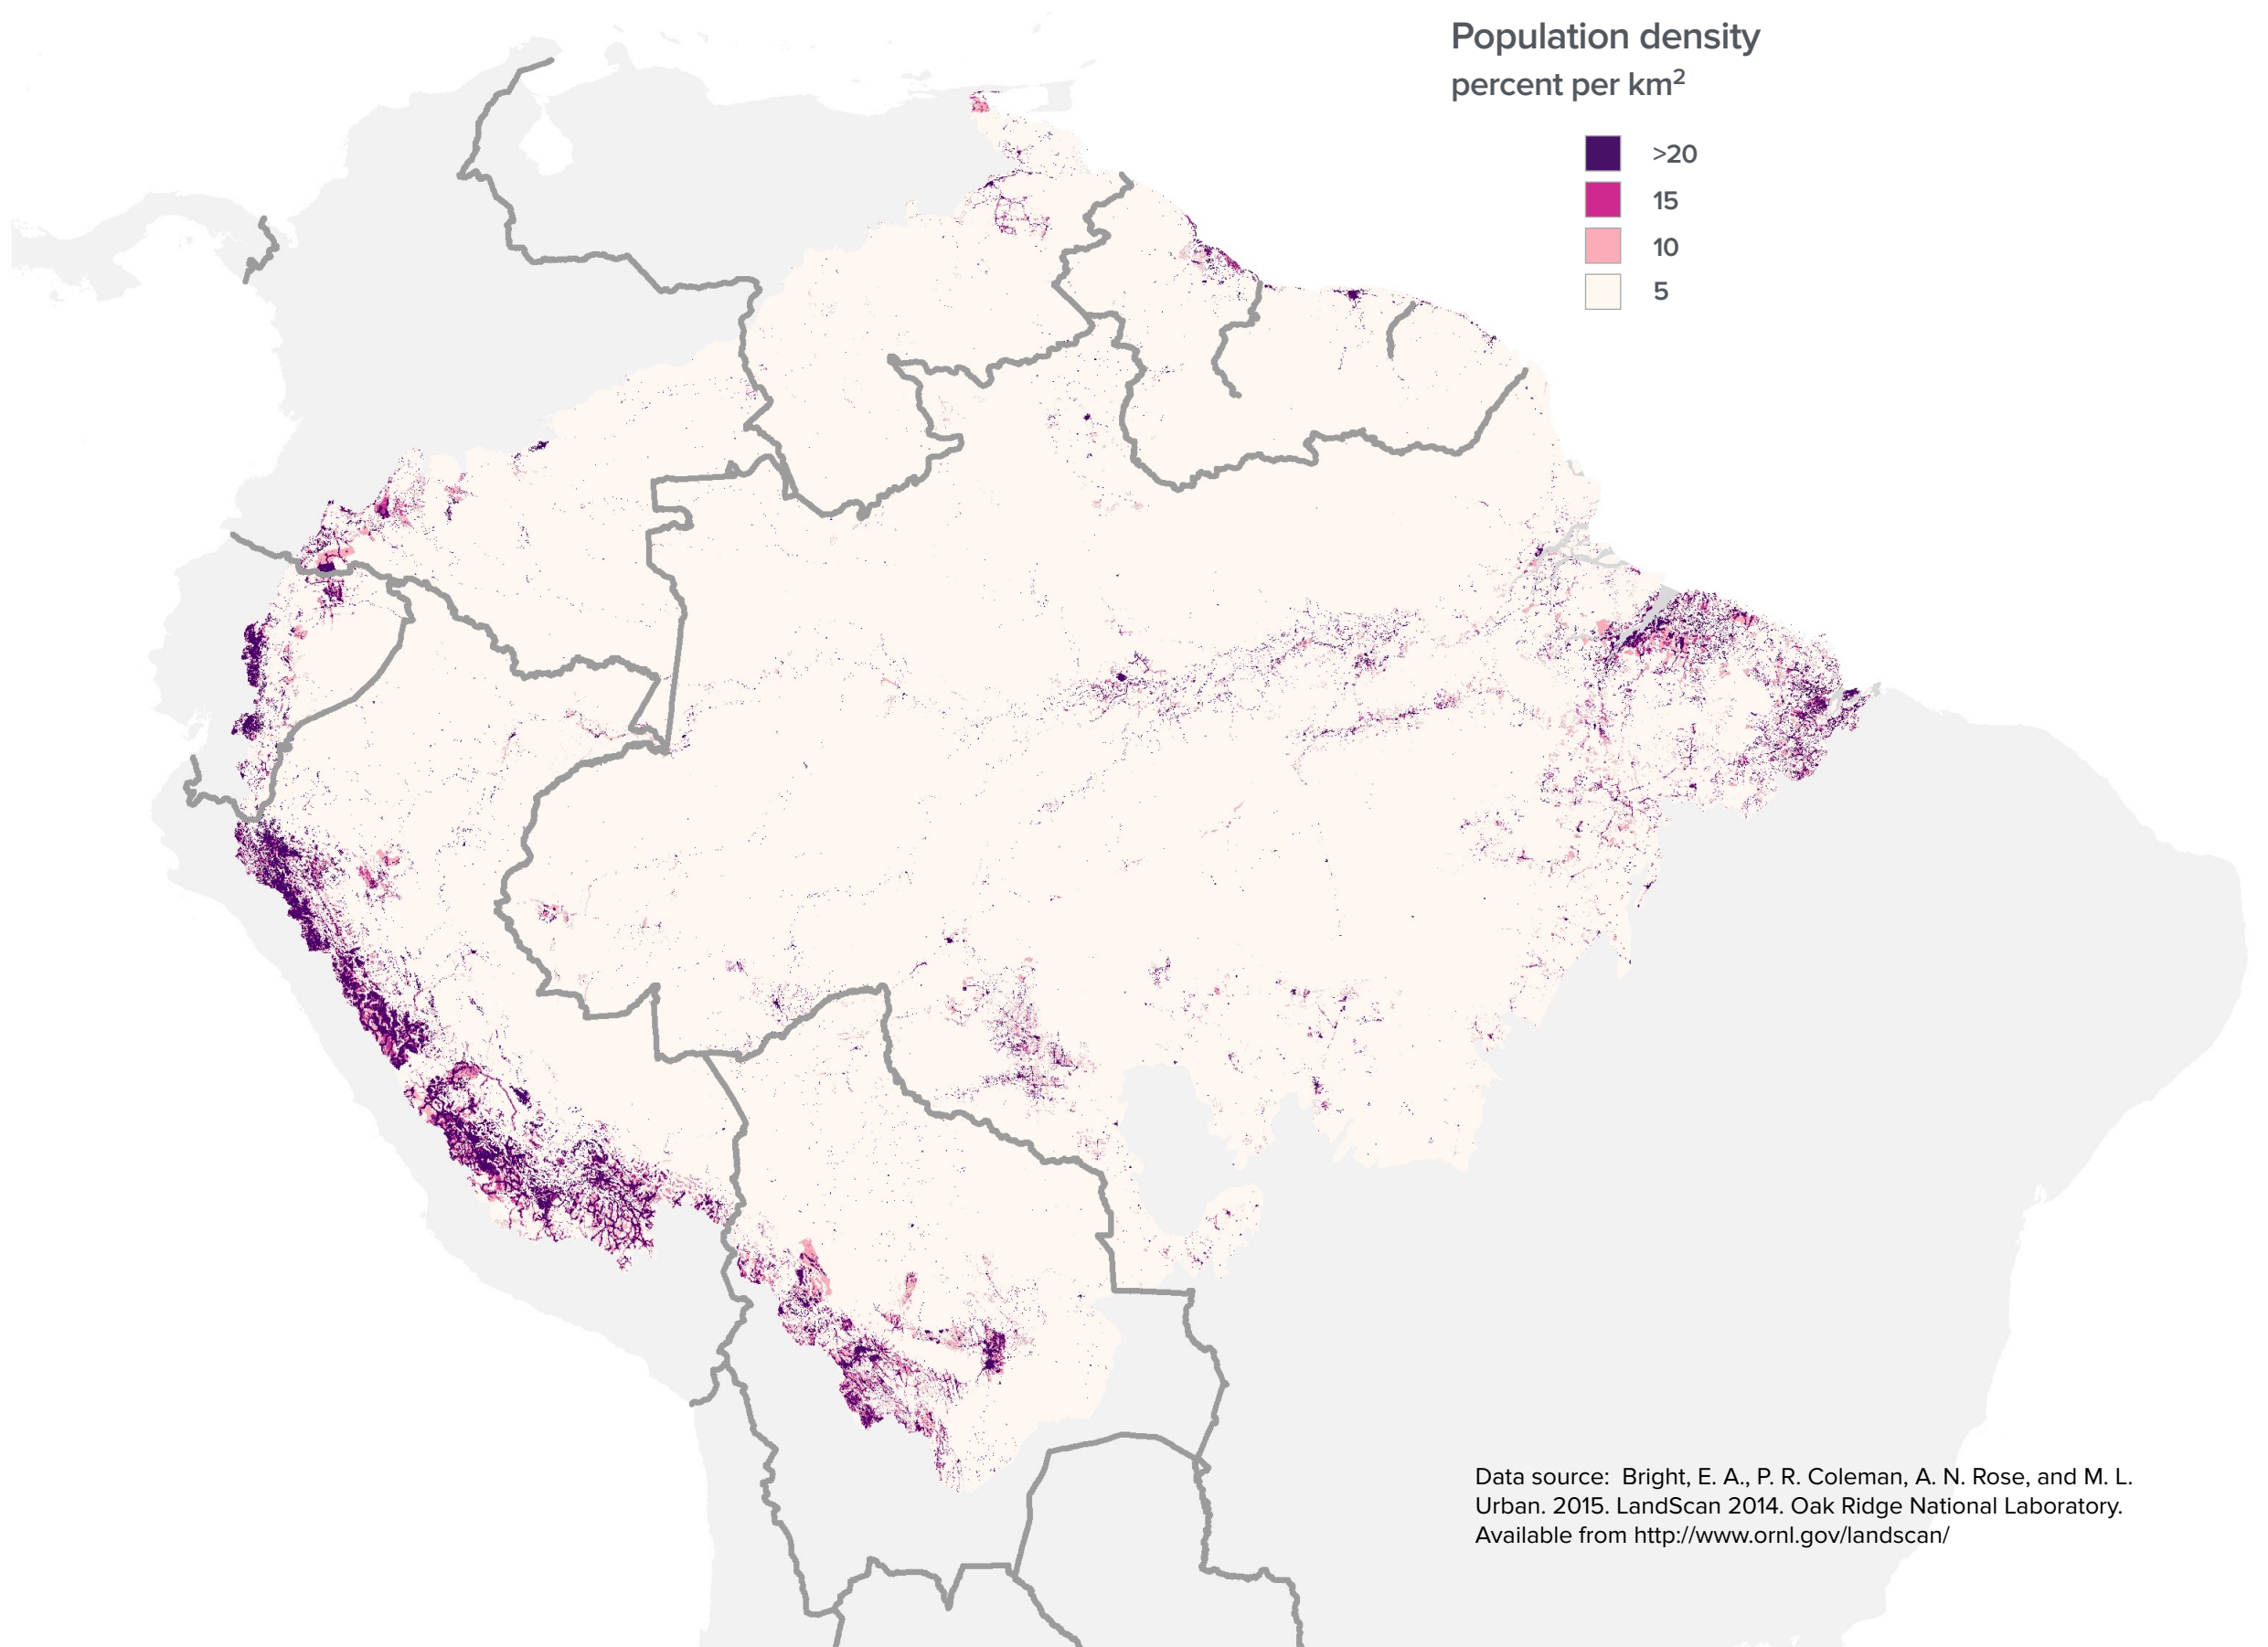 Population density
percent per km²
>20
15
10
5
Data source:  Bright, E. A., P. R. Coleman, A. N. Rose, and M. L.
Urban. 2015. LandScan 2014. Oak Ridge National Laboratory.
Available from http://www.ornl.gov/landscan/